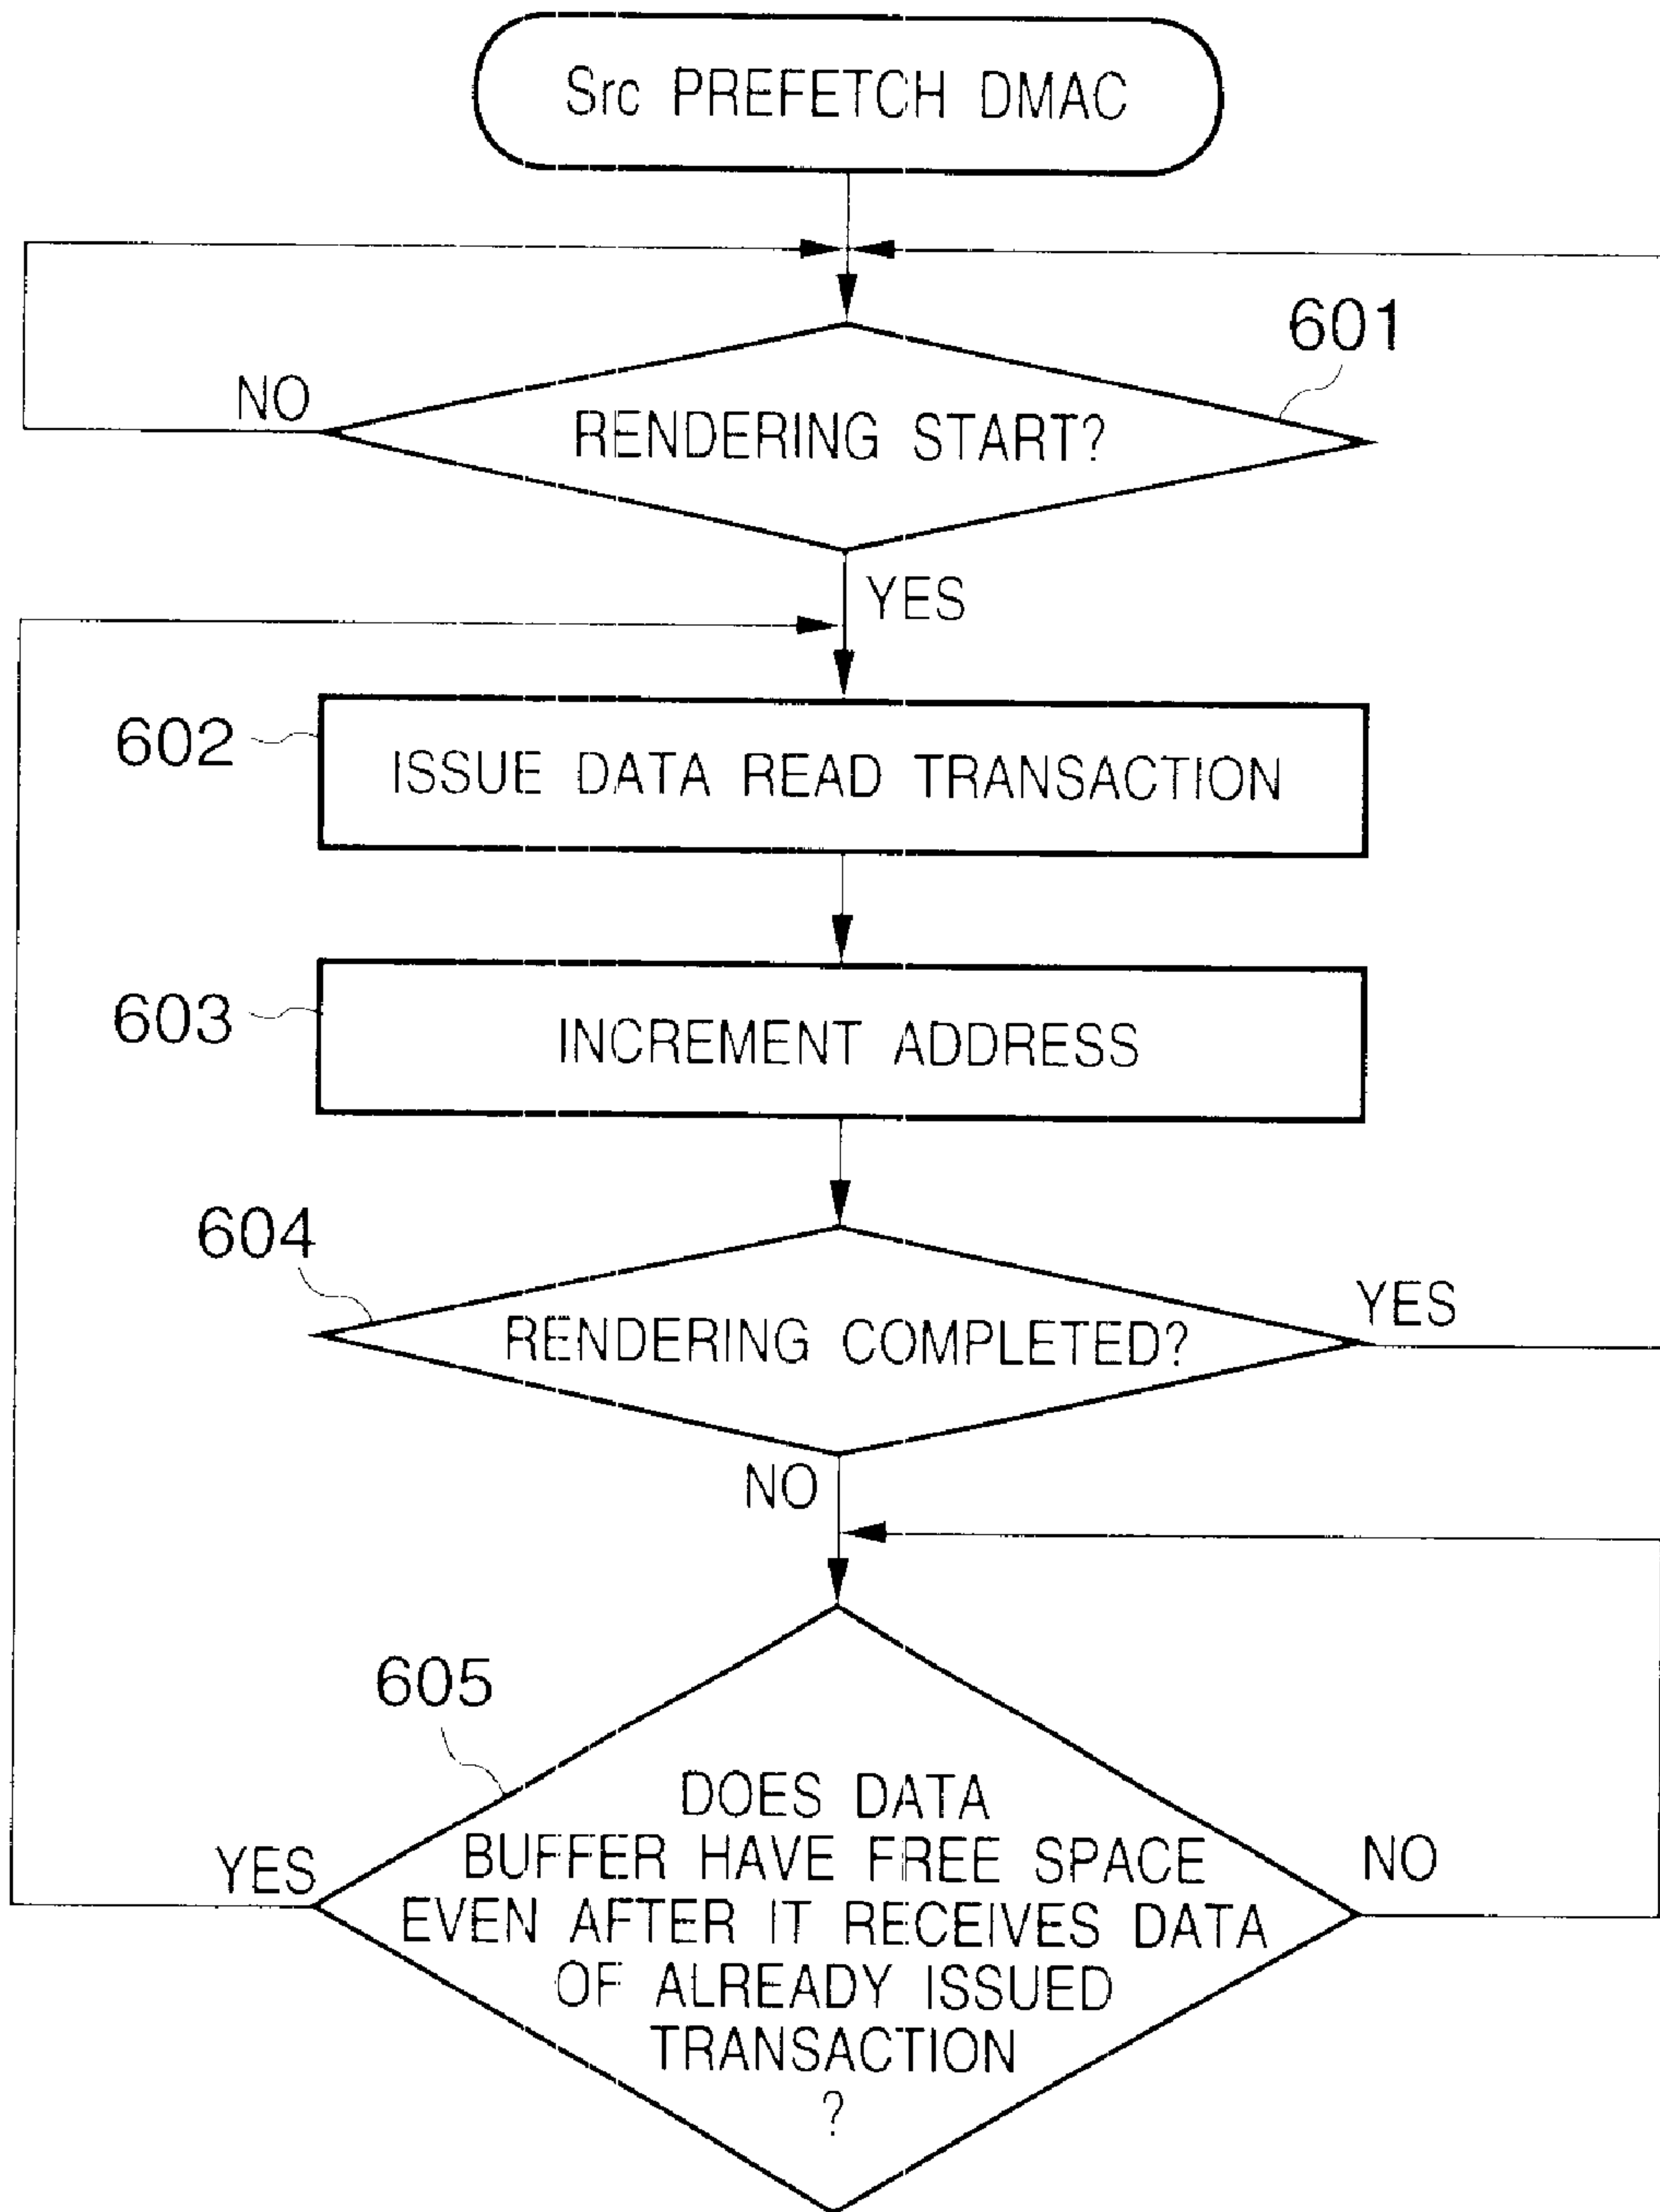 Src PREFETCH DMAC
601
NO
RENDERING START?
YES
602
ISSUE DATA READ TRANSACTION
603
INCREMENT ADDRESS
604
YES
RENDERING COMPLETED?
NO
605
DOES DATA
YES
BUFFER HAVE FREE SPACE
NO
EVEN AFTER IT RECEIVES DATA
OF ALREADY ISSUED
TRANSACTION
?